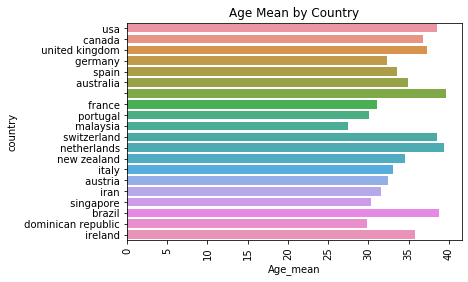 Age Mean by Country
usa
canada
united kingdom
germany
spain
australia
france
portugal
malaysia
switzerland
netherlands
new zealand
italy
austria
iran
singapore
brazil
dominican republic
ireland
country
0 5 10 15 20 25 30 35 40
Age_mean